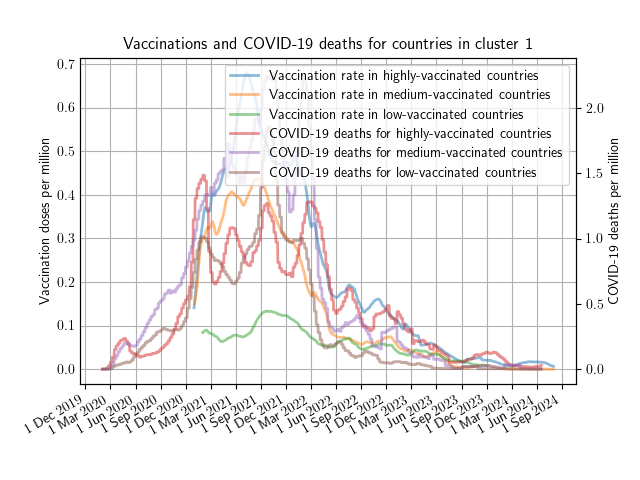 Vaccinations and COVID-19 deaths for countries in cluster 1
Vaccination rate in highly-vaccinated countries
Vaccination rate in medium-vaccinated countries
Vaccination rate in low-vaccinated countries
COVID-19 deaths for highly-vaccinated countries
COVID-19 deaths for medium-vaccinated countries
COVID-19 deaths for low-vaccinated countries
Vaccination doses per million
0.7
0.6
0.5
0.4
0.3
0.2
0.1
0.0
COVID-19 deaths per million
2.0
1.5
1.0
0.5
0.0
1 Dec 2019
1 Mar 2020
1 Jun 2020
1 Sep 2020
1 Dec 2020
1 Mar 2021
1 Jun 2021
1 Sep 2021
1 Dec 2021
1 Mar 2022
1 Jun 2022
1 Sep 2022
1 Dec 2022
1 Mar 2023
1 Jun 2023
1 Sep 2023
1 Dec 2023
1 Mar 2024
1 Jun 2024
1 Sep 2024